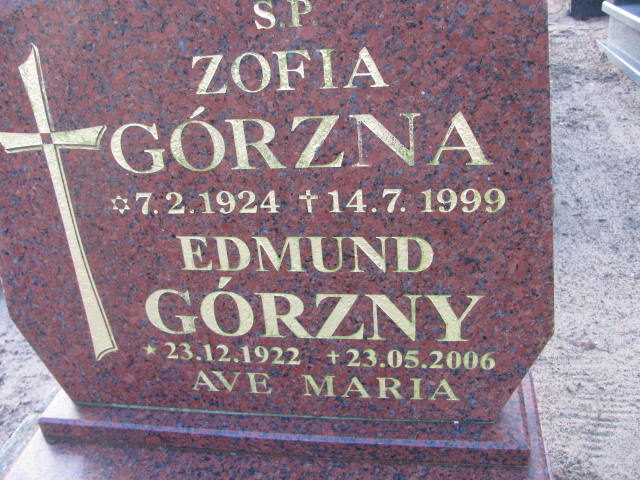 S.P.
ZOFIA
GÓRZNA
✡7.2.1924 †14.7.1999
EDMUND
GÓRZNY
★23.12.1922 †23.05.2006
AVE MARIA